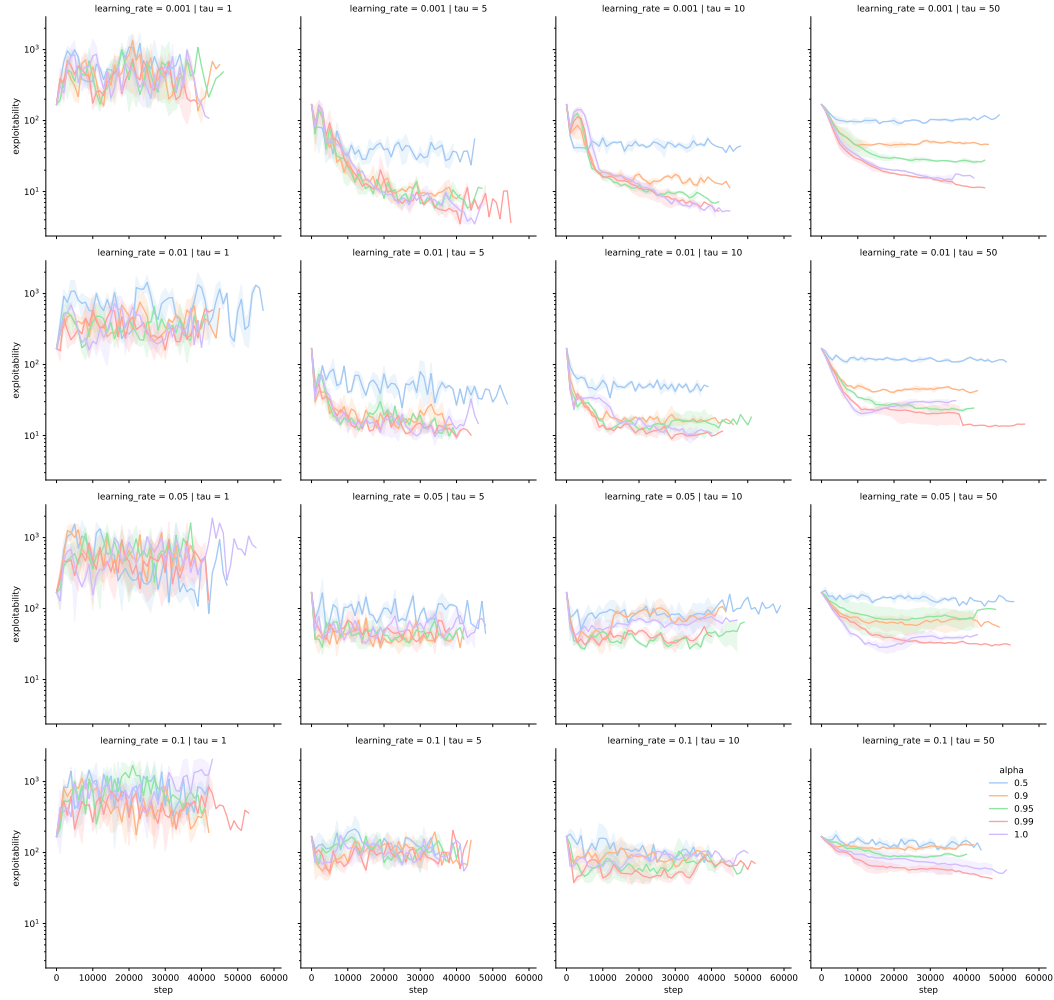 learning_rate = 0.001 | tau = 1
learning_rate = 0.001 | tau = 5
learning_rate = 0.001 | tau = 10
learning_rate = 0.001 | tau = 50
10³
10²
10¹
exploitability
learning_rate = 0.01 | tau = 1
learning_rate = 0.01 | tau = 5
learning_rate = 0.01 | tau = 10
learning_rate = 0.01 | tau = 50
10³
10²
10¹
exploitability
learning_rate = 0.05 | tau = 1
learning_rate = 0.05 | tau = 5
learning_rate = 0.05 | tau = 10
learning_rate = 0.05 | tau = 50
10³
10²
10¹
exploitability
learning_rate = 0.1 | tau = 1
learning_rate = 0.1 | tau = 5
learning_rate = 0.1 | tau = 10
learning_rate = 0.1 | tau = 50
10³
10²
10¹
exploitability
alpha
0.5
0.9
0.95
0.99
1.0
0 10000 20000 30000 40000 50000 60000
0 10000 20000 30000 40000 50000 60000
0 10000 20000 30000 40000 50000 60000
0 10000 20000 30000 40000 50000 60000
step
step
step
step